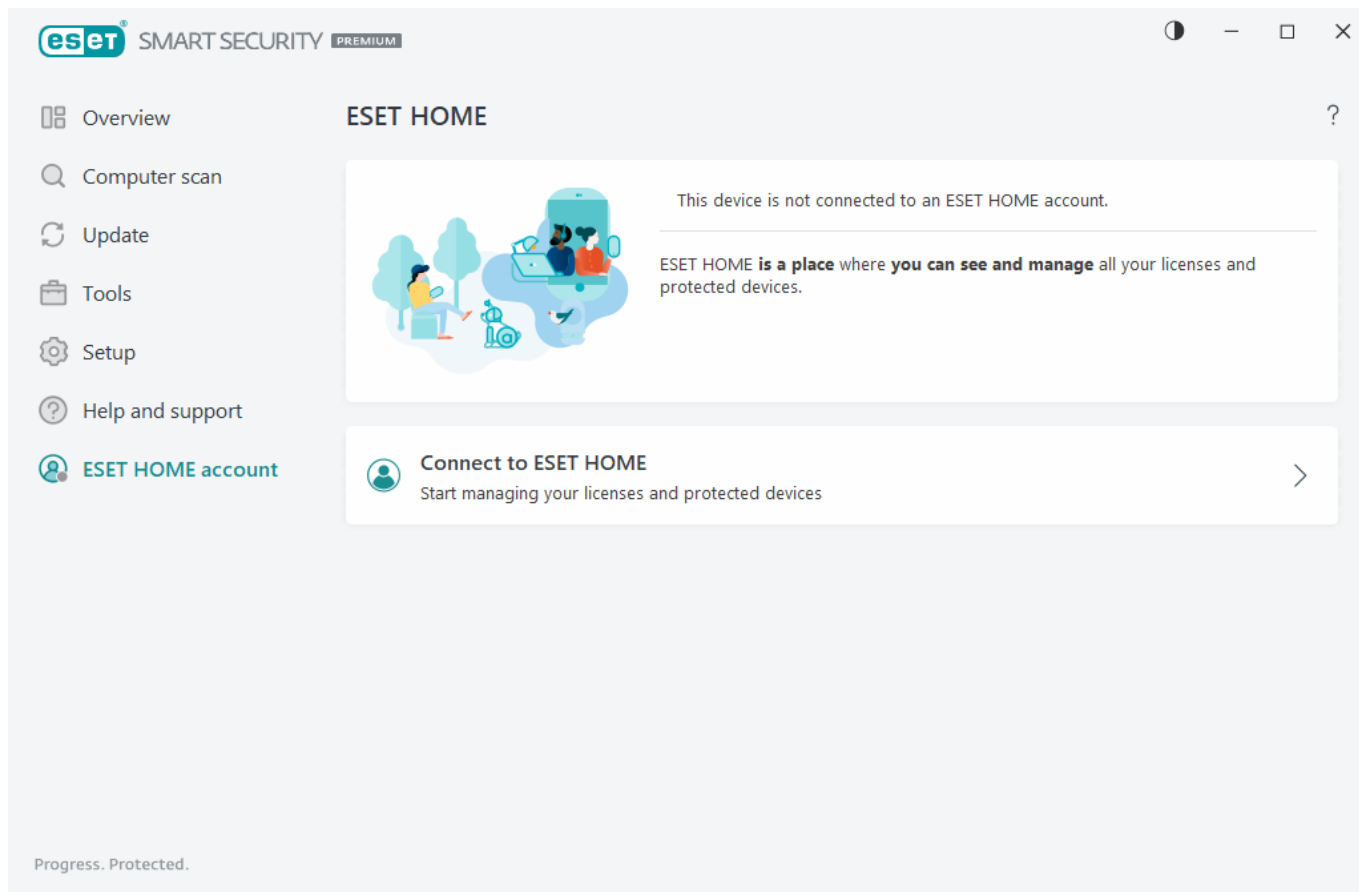 eset® SMART SECURITY PREMIUM
Overview
Computer scan
Update
Tools
Setup
Help and support
ESET HOME account
ESET HOME
?
This device is not connected to an ESET HOME account.
ESET HOME is a place where you can see and manage all your licenses and
protected devices.
Connect to ESET HOME
Start managing your licenses and protected devices
Progress. Protected.